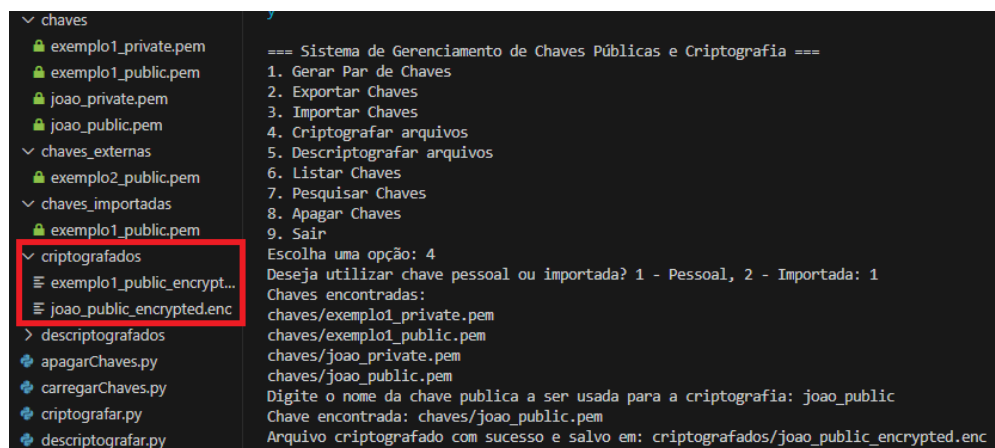 chaves
exemplo1_private.pem
exemplo1_public.pem
joao_private.pem
joao_public.pem
chaves_externas
exemplo2_public.pem
chaves_importadas
exemplo1_public.pem
criptografados
exemplo1_public_encrypt...
joao_public_encrypted.enc
descriptografados
apagarChaves.py
carregarChaves.py
criptografar.py
descriptografar.py
y
=== Sistema de Gerenciamento de Chaves Públicas e Criptografia ===
1. Gerar Par de Chaves
2. Exportar Chaves
3. Importar Chaves
4. Criptografar arquivos
5. Descriptografar arquivos
6. Listar Chaves
7. Pesquisar Chaves
8. Apagar Chaves
9. Sair
Escolha uma opção: 4
Deseja utilizar chave pessoal ou importada? 1 - Pessoal, 2 - Importada: 1
Chaves encontradas:
chaves/exemplo1_private.pem
chaves/exemplo1_public.pem
chaves/joao_private.pem
chaves/joao_public.pem
Digite o nome da chave publica a ser usada para a criptografia: joao_public
Chave encontrada: chaves/joao_public.pem
Arquivo criptografado com sucesso e salvo em: criptografados/joao_public_encrypted.enc